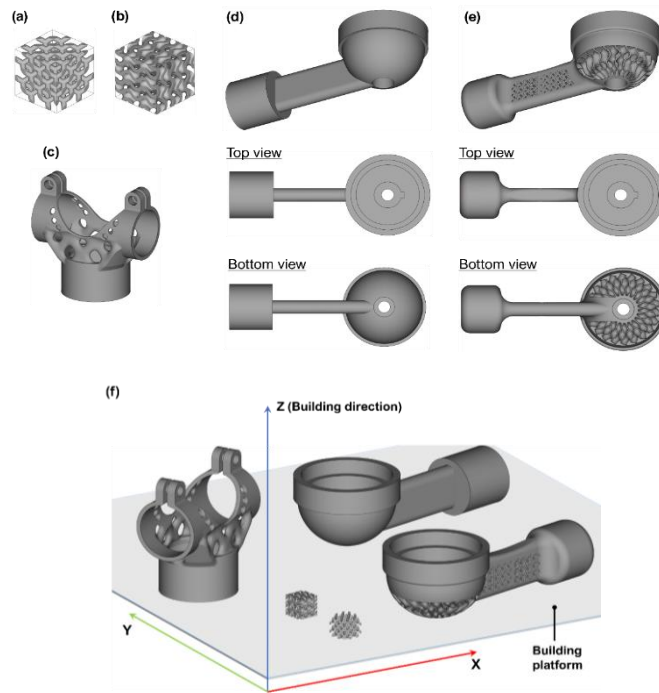 (a)
(b)
(d)
(e)
Top view
Top view
(c)
Bottom view
Bottom view
(f)
Z (Building direction)
Y
X
Building
platform